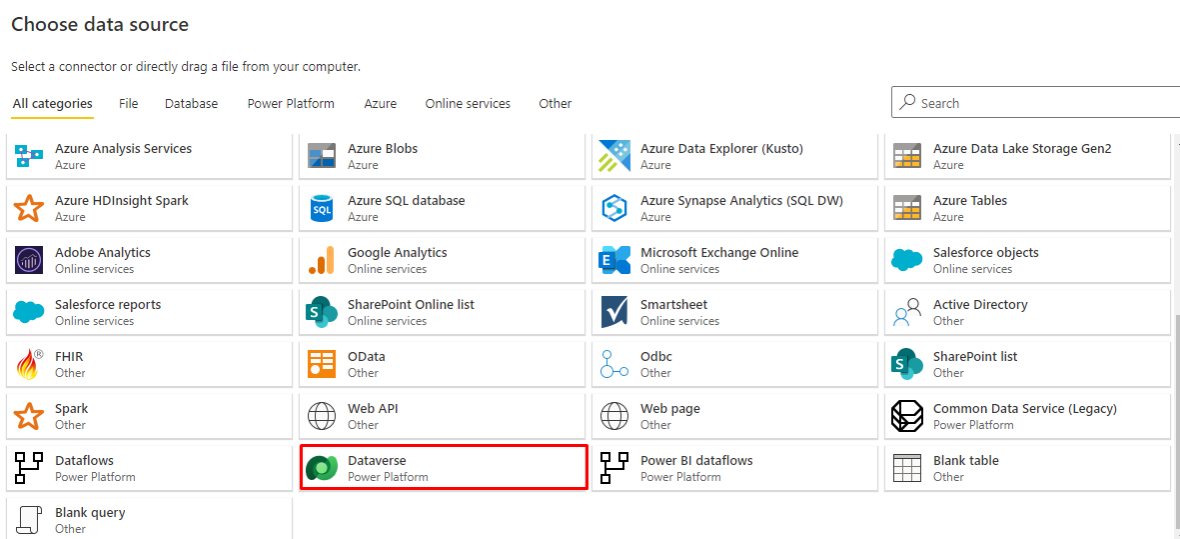 Choose data source
Select a connector or directly drag a file from your computer.
All categories File Database Power Platform Azure Online services Other Search
Azure Analysis Services
Azure
Azure Blobs
Azure
Azure Data Explorer (Kusto)
Azure
Azure Data Lake Storage Gen2
Azure
Azure HDInsight Spark
Azure
SQL
Azure SQL database
Azure
Azure Synapse Analytics (SQL DW)
Azure
Azure Tables
Azure
Adobe Analytics
Online services
Google Analytics
Online services
E
Microsoft Exchange Online
Online services
Salesforce objects
Online services
Salesforce reports
Online services
S
SharePoint Online list
Online services
Smartsheet
Online services
Active Directory
Other
®
FHIR
Other
OData
Other
Odbc
Other
S
SharePoint list
Other
Spark
Other
Web API
Other
Web page
Other
Common Data Service (Legacy)
Power Platform
Dataflows
Power Platform
Dataverse
Power Platform
Power BI dataflows
Power Platform
Blank table
Other
Blank query
Other